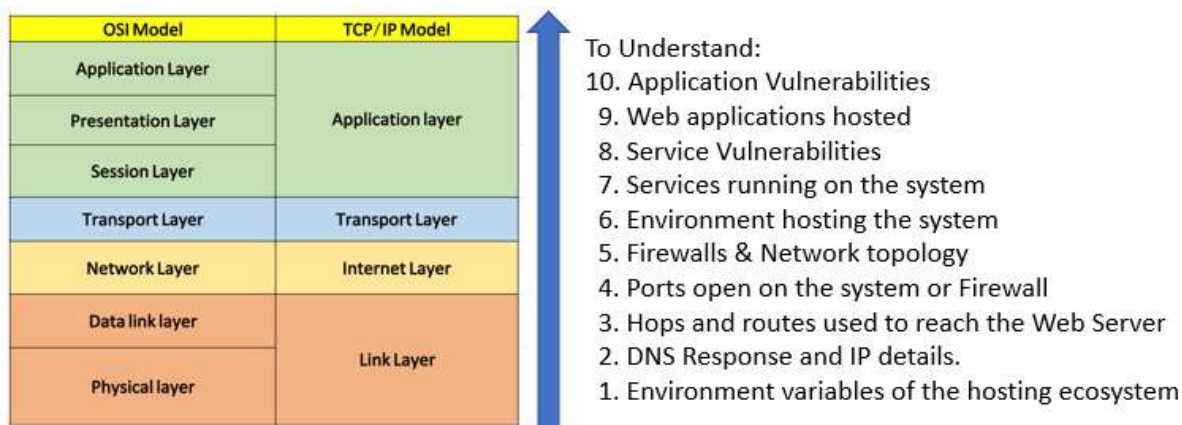 OSI Model
TCP/IP Model
Application Layer
Presentation Layer
Session Layer
Application layer
Transport Layer
Transport Layer
Network Layer
Internet Layer
Data link layer
Physical layer
Link Layer
To Understand:
10. Application Vulnerabilities
9. Web applications hosted
8. Service Vulnerabilities
7. Services running on the system
6. Environment hosting the system
5. Firewalls & Network topology
4. Ports open on the system or Firewall
3. Hops and routes used to reach the Web Server
2. DNS Response and IP details.
1. Environment variables of the hosting ecosystem